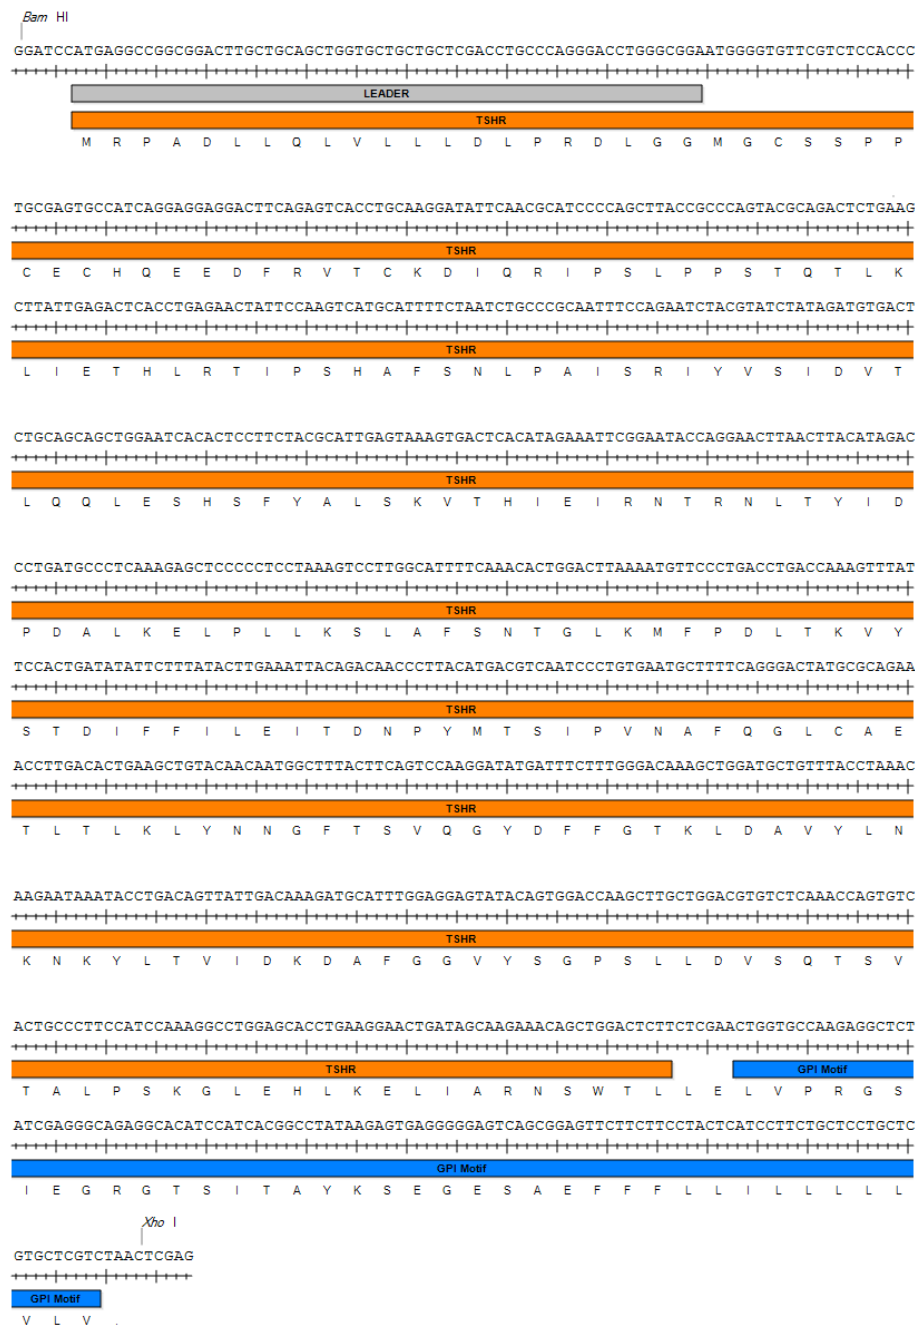 Bam HI
GGATCCATGAGGCCGGCGGACTTGCTGCAGCTGGTGCTGCTGCTCGACCTGCCCAGGGACCTGGGCGGAATGGGGTGTTCGTCTCCACCC
LEADER
TSHR
M R P A D L L Q L V L L L D L P R D L G G M G C S S P P
TGCGAGTGCCATCAGGAGGAGGACTTCAGAGTCACCTGCAAGGATATTCAACGCATCCCCAGCTTACCGCCCAGTACGCAGACTCTGAAG
TSHR
C E C H Q E E D F R V T C K D I Q R I P S L P P S T Q T L K
CTTATTGAGACTCACCTGAGAACTATTCCAAGTCATGCATTTTCTAATCTGCCCGCAATTTCCAGAATCTACGTATCTATAGATGTGACT
TSHR
L I E T H L R T I P S H A F S N L P A I S R I Y V S I D V T
CTGCAGCAGCTGGAATCACACTCCTTCTACGCATTGAGTAAAGTGACTCACATAGAAATTCGGAATACCAGGAACTTAACTTACATAGAC
TSHR
L Q Q L E S H S F Y A L S K V T H I E I R N T R N L T Y I D
CCTGATGCCCTCAAAGAGCTCCCCCTCCTAAAGTCCTTGGCATTTTCAAACACTGGACTTAAAATGTTCCCTGACCTGACCAAAGTTTAT
TSHR
P D A L K E L P L L K S L A F S N T G L K M F P D L T K V Y
TCCACTGATATATTCTTTATACTTGAAATTACAGACAACCCTTACATGACGTCAATCCCTGTGAATGCTTTTCAGGGACTATGCGCAGAA
TSHR
S T D I F F I L E I T D N P Y M T S I P V N A F Q G L C A E
ACCTTGACACTGAAGCTGTACAACAATGGCTTTACTTCAGTCCAAGGATATGATTTCTTTGGGACAAAGCTGGATGCTGTTTACCTAAAC
TSHR
T L T L K L Y N N G F T S V Q G Y D F F G T K L D A V Y L N
AAGAATAAATACCTGACAGTTATTGACAAAGATGCATTTGGAGGAGTATACAGTGGACCAAGCTTGCTGGACGTGTCTCAAACCAGTGTC
TSHR
K N K Y L T V I D K D A F G G V Y S G P S L L D V S Q T S V
ACTGCCCTTCCATCCAAAGGCCTGGAGCACCTGAAGGAACTGATAGCAAGAAACAGCTGGACTCTTCTCGAACTGGTGCCAAGAGGCTCT
TSHR GPI Motif
T A L P S K G L E H L K E L I A R N S W T L L E L V P R G S
ATCGAGGGCAGAGGCACATCCATCACGGCCTATAAGAGTGAGGGGGAGTCAGCGGAGTTCTTCTTCCTACTCATCCTTCTGCTCCTGCTC
GPI Motif
I E G R G T S I T A Y K S E G E S A E F F F L L I L L L L L
Xho I
GTGCTCGTCTAACTCGAG
GPI Motif
V L V .